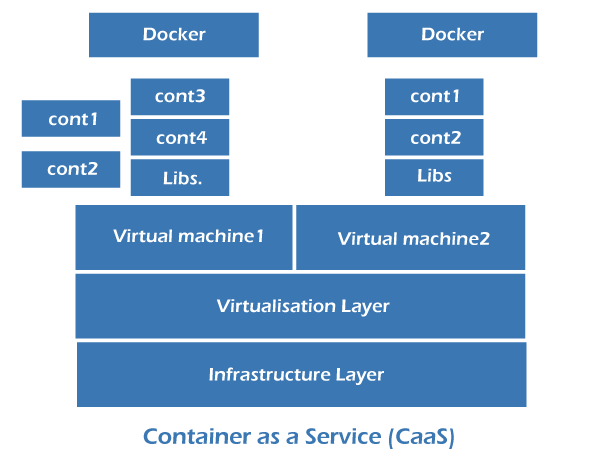 Docker
Docker
cont1
cont2
cont3
cont4
Libs.
cont1
cont2
Libs
Virtual machine1
Virtual machine2
Virtualisation Layer
Infrastructure Layer
Container as a Service (CaaS)